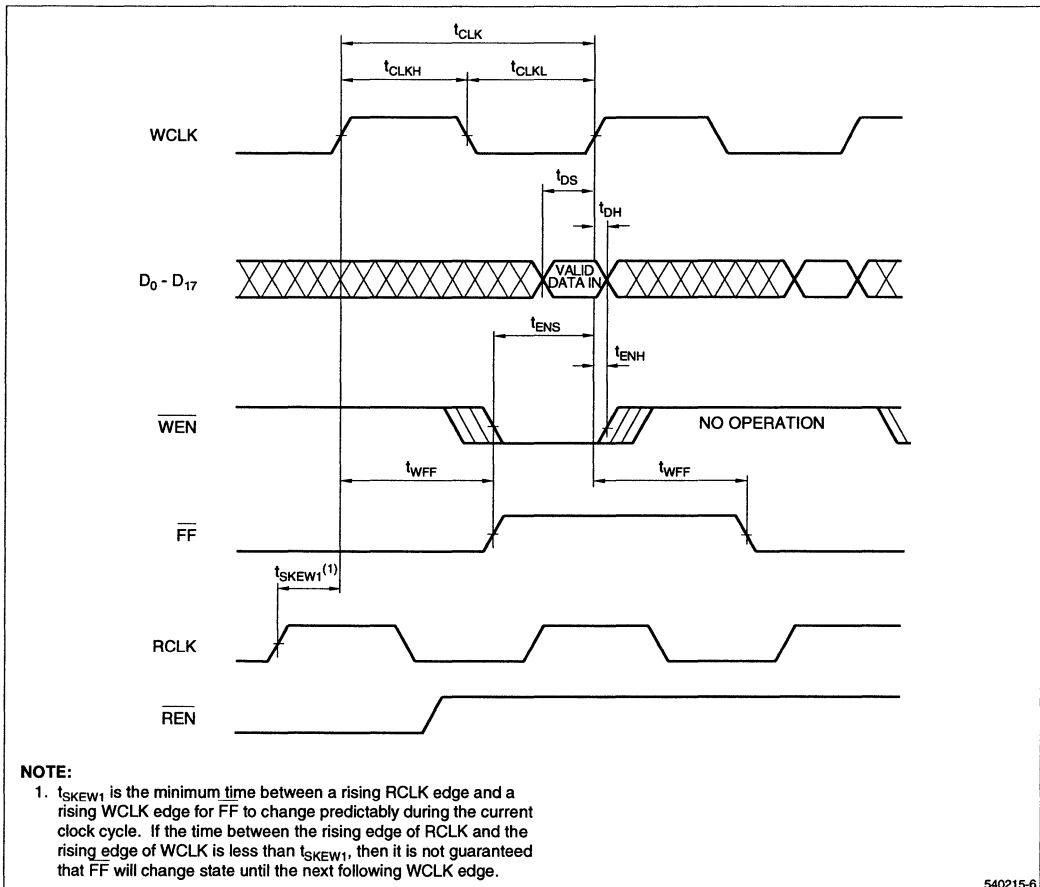 tCLK
tCLKH
tCLKL
WCLK
tDS
tDH
D0 - D17
VALID
DATA IN
tENS
tENH
WEN
NO OPERATION
tWFF
tWFF
FF
tSKEW1(1)
RCLK
REN
NOTE:
1. tSKEW1 is the minimum time between a rising RCLK edge and a
rising WCLK edge for FF to change predictably during the current
clock cycle. If the time between the rising edge of RCLK and the
rising edge of WCLK is less than tSKEW1, then it is not guaranteed
that FF will change state until the next following WCLK edge.
540215-6